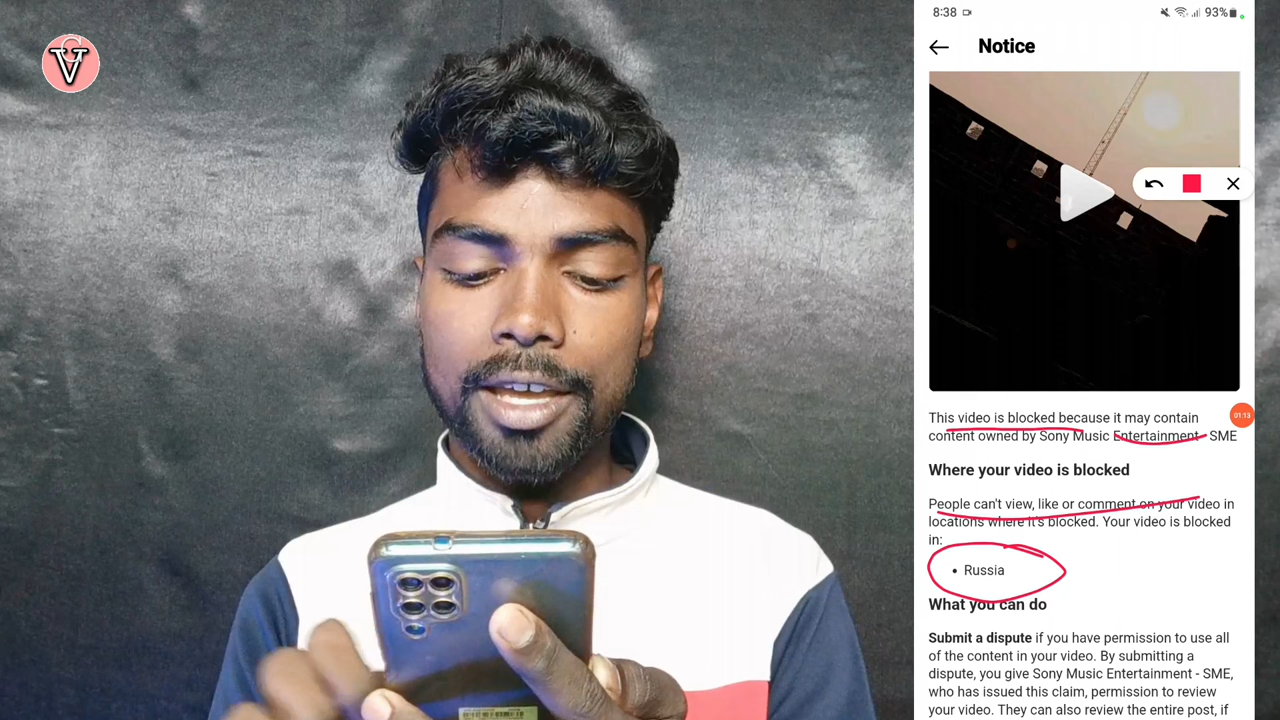 GV
8:38
93%
Notice
01:13
This video is blocked because it may contain
content owned by Sony Music Entertainment - SME
Where your video is blocked
People can't view, like or comment on your video in
locations where it's blocked. Your video is blocked
in:
• Russia
What you can do
Submit a dispute if you have permission to use all
of the content in your video. By submitting a
dispute, you give Sony Music Entertainment - SME,
who has issued this claim, permission to review
your video. They can also review the entire post, if